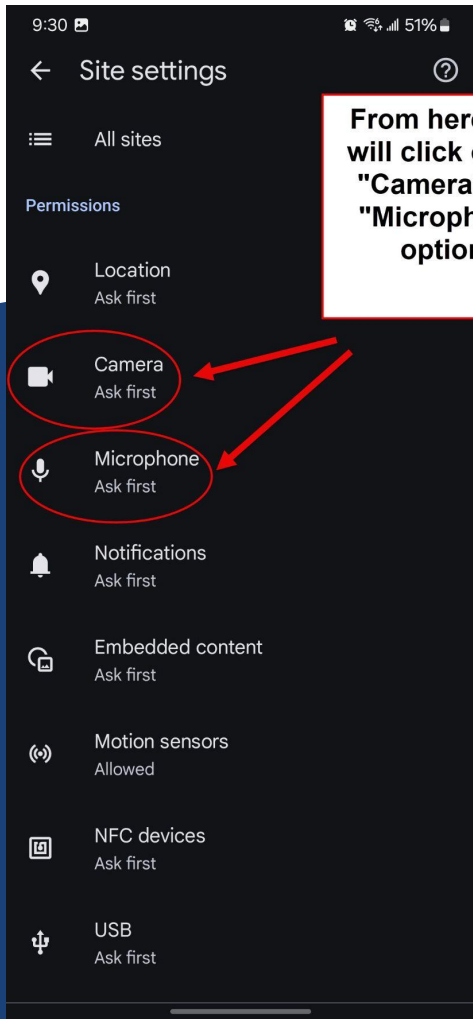 9:30 51%
Site settings
All sites
From here
will click
"Camera
"Microph
option
Permissions
Location
Ask first
Camera
Ask first
Microphone
Ask first
Notifications
Ask first
Embedded content
Ask first
Motion sensors
Allowed
NFC devices
Ask first
USB
Ask first